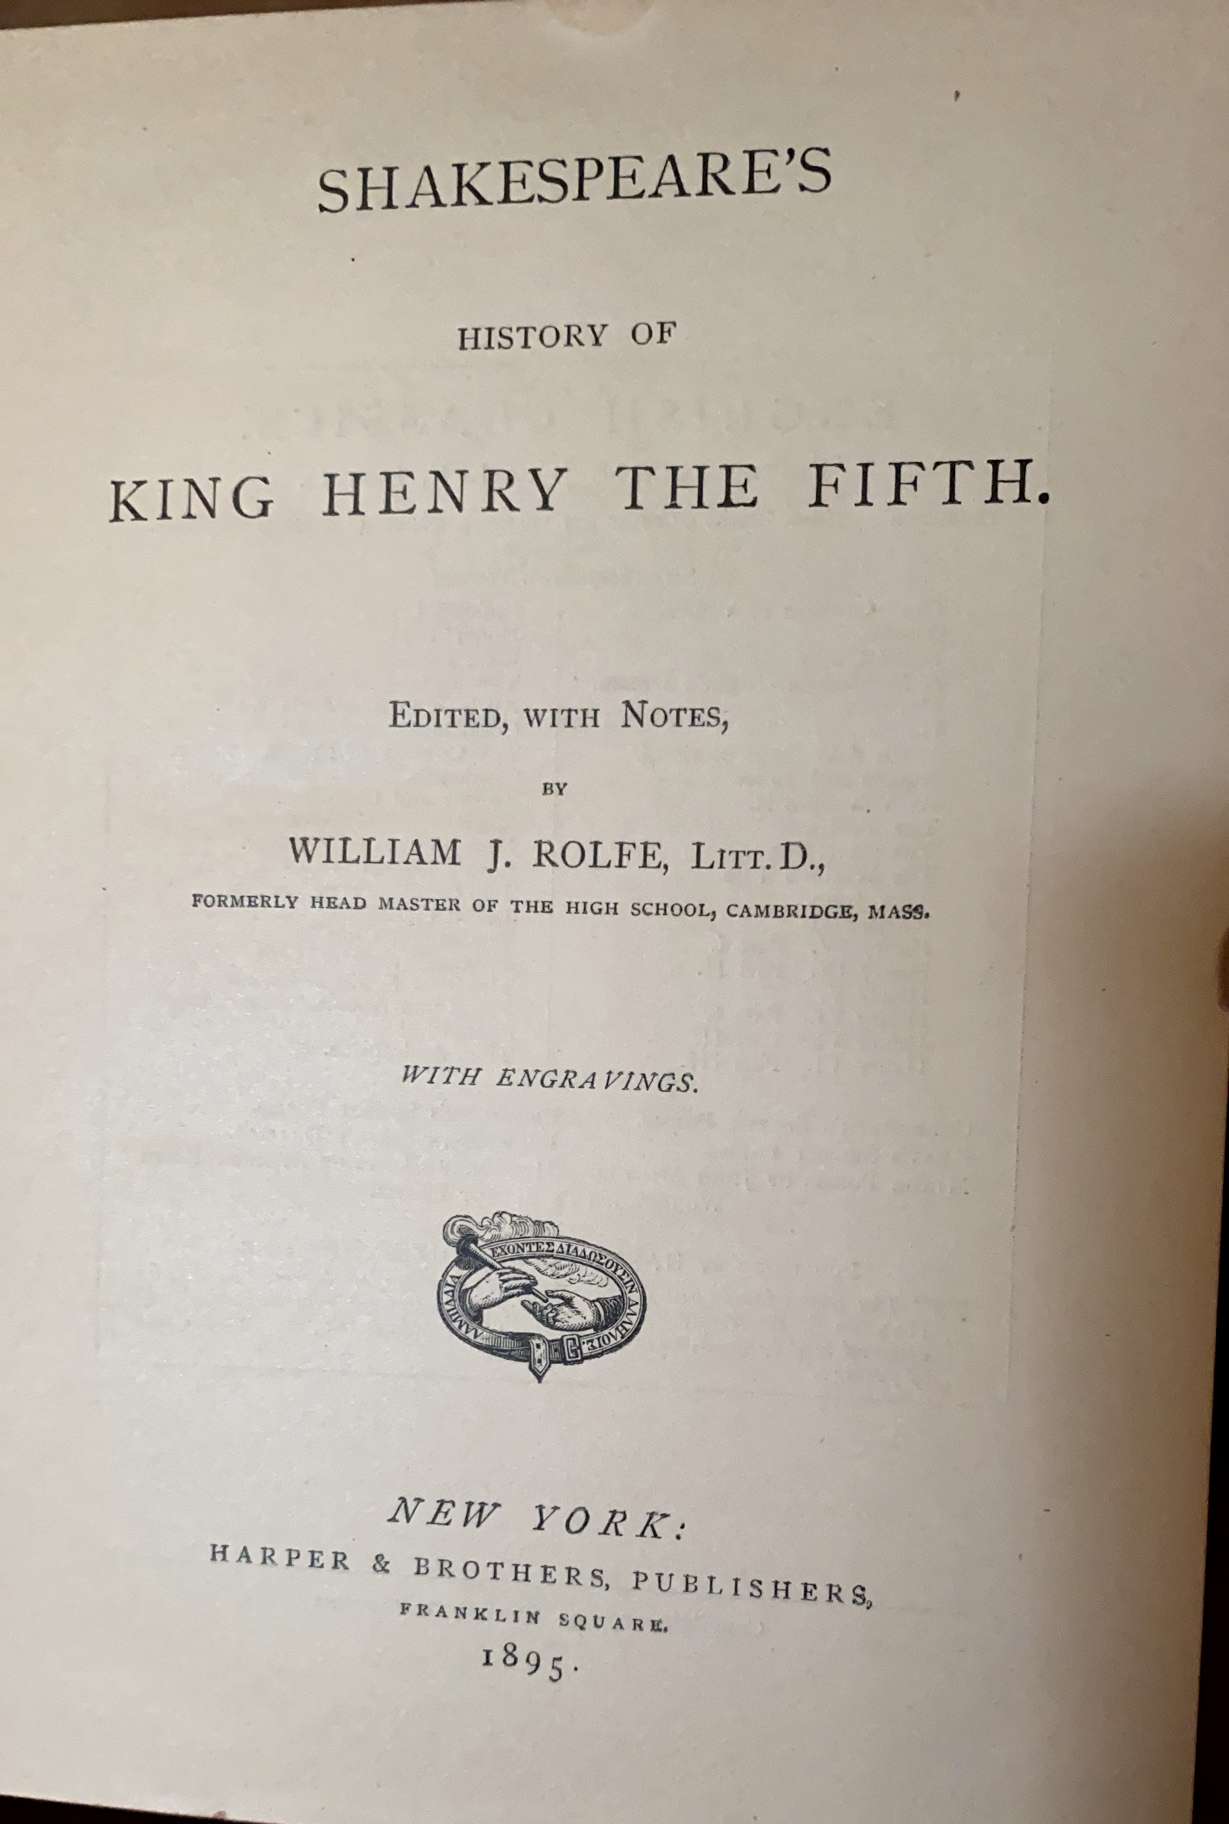 SHAKESPEARE'S
HISTORY OF
KING HENRY THE FIFTH.
EDITED, WITH NOTES,
BY
WILLIAM J. ROLFE, LITT. D.,
FORMERLY HEAD MASTER OF THE HIGH SCHOOL, CAMBRIDGE, MASS.
WITH ENGRAVINGS.
ΛΑΜΠΑΔΙΑ ΕΧΟΝΤΕΣ ΔΙΑΔΩΣΟΥΣΙΝ ΑΛΛΗΛΟΙΣ.
NEW YORK:
HARPER & BROTHERS, PUBLISHERS,
FRANKLIN SQUARE.
1895.